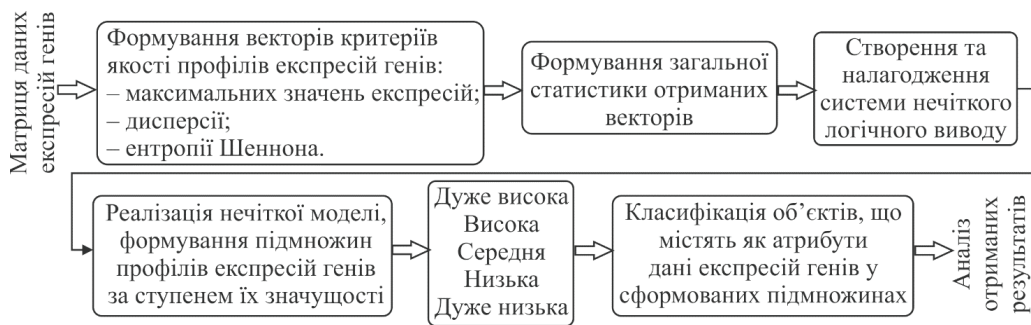 Матриця даних
експресій генів
Формування векторів критеріїв
якості профілів експресій генів:
– максимальних значень експресій;
– дисперсії;
– ентропії Шеннона.
Формування загальної
статистики отриманих
векторів
Створення та
налагодження
системи нечіткого
логічного виводу
Реалізація нечіткої моделі,
формування підмножин
профілів експресій генів
за ступенем їх значущості
Дуже висока
Висока
Середня
Низька
Дуже низька
Класифікація об’єктів, що
містять як атрибути
дані експресій генів у
сформованих підмножинах
Аналіз
отриманих
результатів